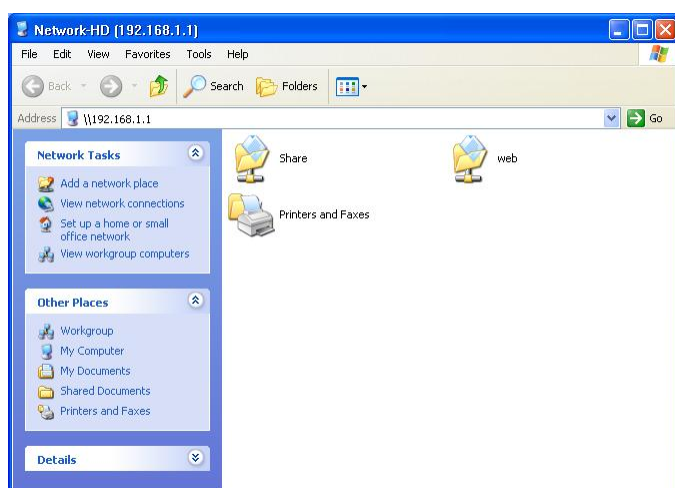 Network-HD (192.168.1.1)
File Edit View Favorites Tools Help
Back Search Folders
Address \\192.168.1.1 Go
Network Tasks
Add a network place
View network connections
Set up a home or small
office network
View workgroup computers
Other Places
Workgroup
My Computer
My Documents
Shared Documents
Printers and Faxes
Details
Share web
Printers and Faxes